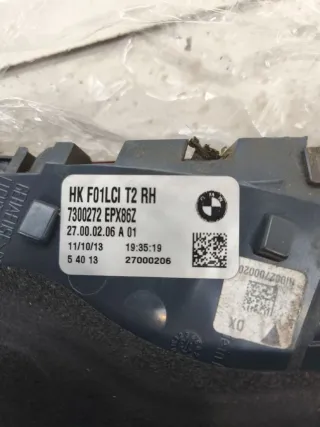 HK F01LCI T2 RH
7300272 EPX86Z
27.00.02.06 A 01
11/10/13 19:35:19
5 40 13 27000206
OX